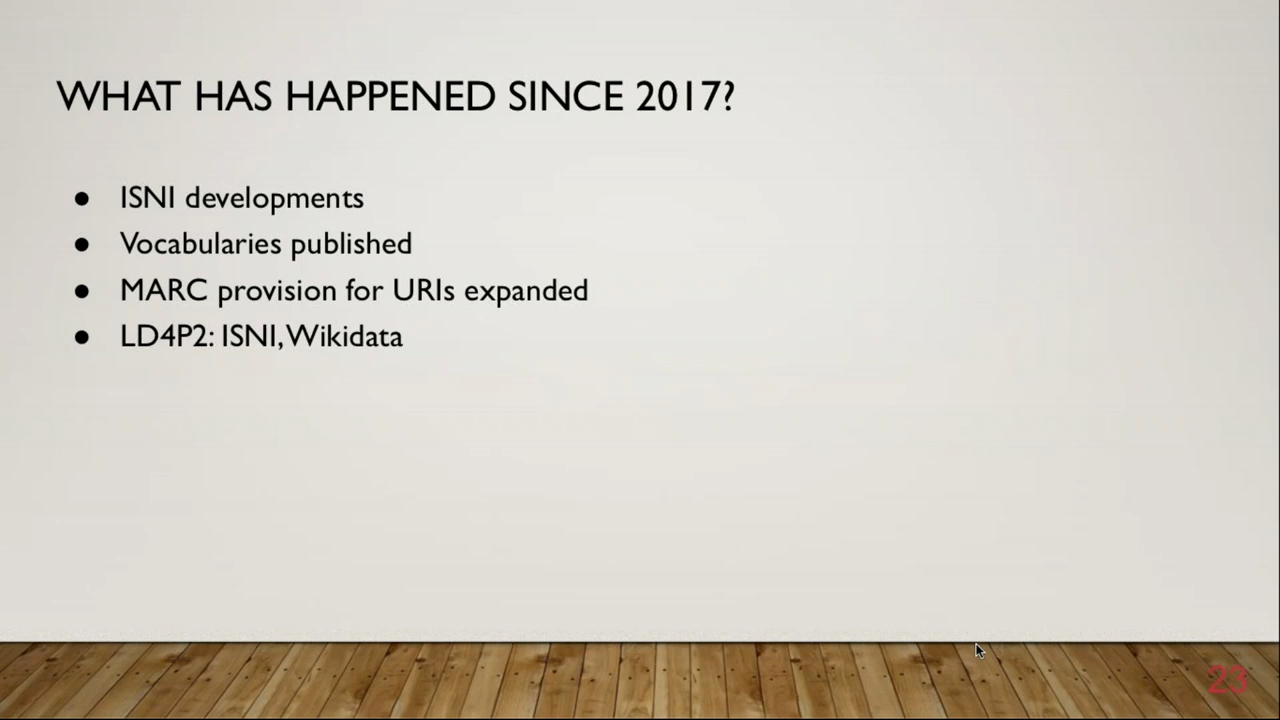 WHAT HAS HAPPENED SINCE 2017?
● ISNI developments
● Vocabularies published
● MARC provision for URIs expanded
● LD4P2: ISNI, Wikidata
23